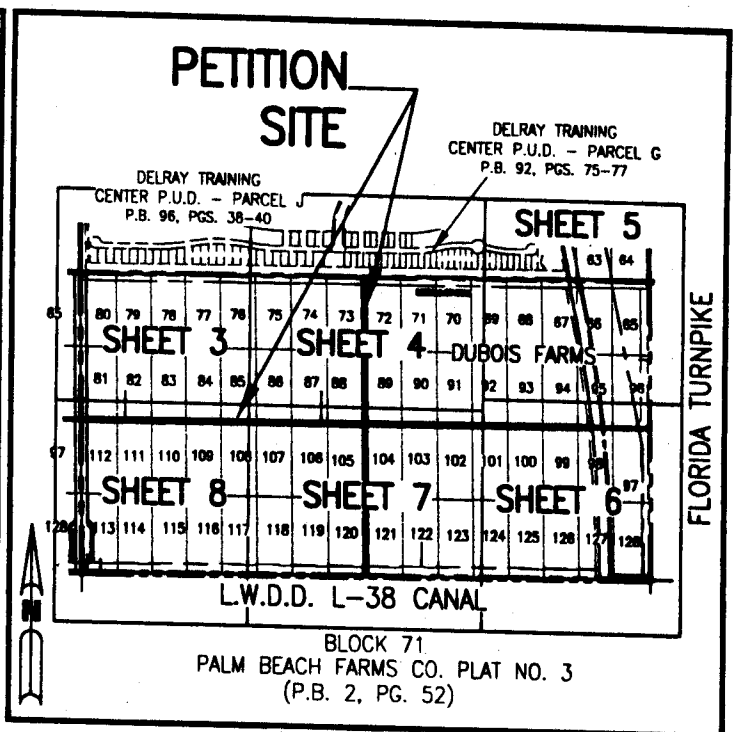 PETITION
SITE
DELRAY TRAINING
CENTER P.U.D. - PARCEL G
P.B. 92, PGS. 75-77
DELRAY TRAINING
CENTER P.U.D. - PARCEL J
P.B. 96, PGS. 38-40
SHEET 5
63 64
85 80 79 78 77 76 75 74 73 72 71 70 69 68 67 66 65
SHEET 3 SHEET 4 DUBOIS FARMS
81 82 83 84 85 86 87 88 89 90 91 92 93 94 95 96
FLORIDA TURNPIKE
97 112 111 110 109 108 107 106 105 104 103 102 101 100 99 98
97
SHEET 8 SHEET 7 SHEET 6
128 113 114 115 116 117 118 119 120 121 122 123 124 125 126 127 128
N
L.W.D.D. L-38 CANAL
BLOCK 71
PALM BEACH FARMS CO. PLAT NO. 3
(P.B. 2, PG. 52)